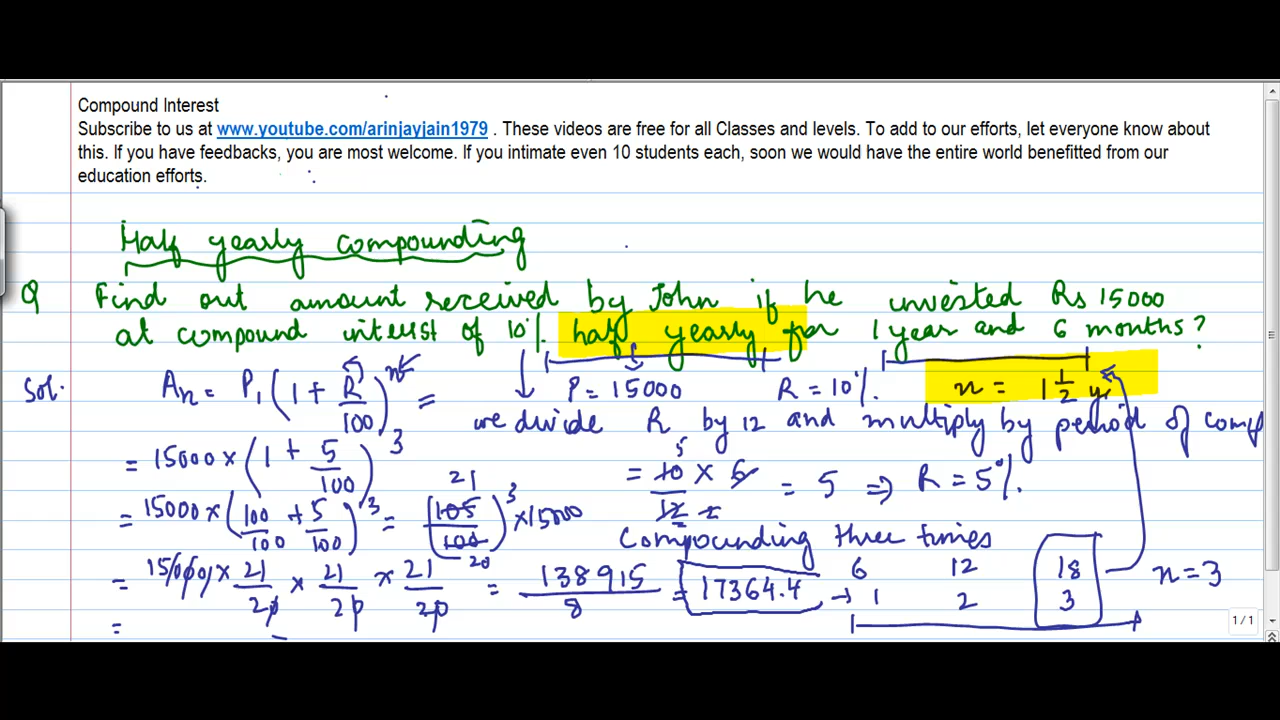 Compound Interest
Subscribe to us at www.youtube.com/arinjayjain1979 . These videos are free for all Classes and levels. To add to our efforts, let everyone know about
this. If you have feedbacks, you are most welcome. If you intimate even 10 students each, soon we would have the entire world benefitted from our
education efforts.
Half yearly compounding
Q Find out amount received by John if he invested Rs 15000
at compound interest of 10%. half yearly for 1 year and 6 months?
Sol. An = P1 (1 + R/100)^n = P = 15000 R = 10%. n = 1 1/2 yr
we divide R by 12 and multiply by period of comp
= 15000 × (1 + 5/100)^3 = 10/12 × 6 = 5 ⇒ R = 5%.
5
2
= 15000 × (100/100 + 5/100)^3 = (105/100)^3 × 15000
21
20
Compounding three times
= 15000 × 21/20 × 21/20 × 21/20 = 138915/8 = 17364.4
6 12 18 n = 3
→ 1 2 3
=
1 / 1